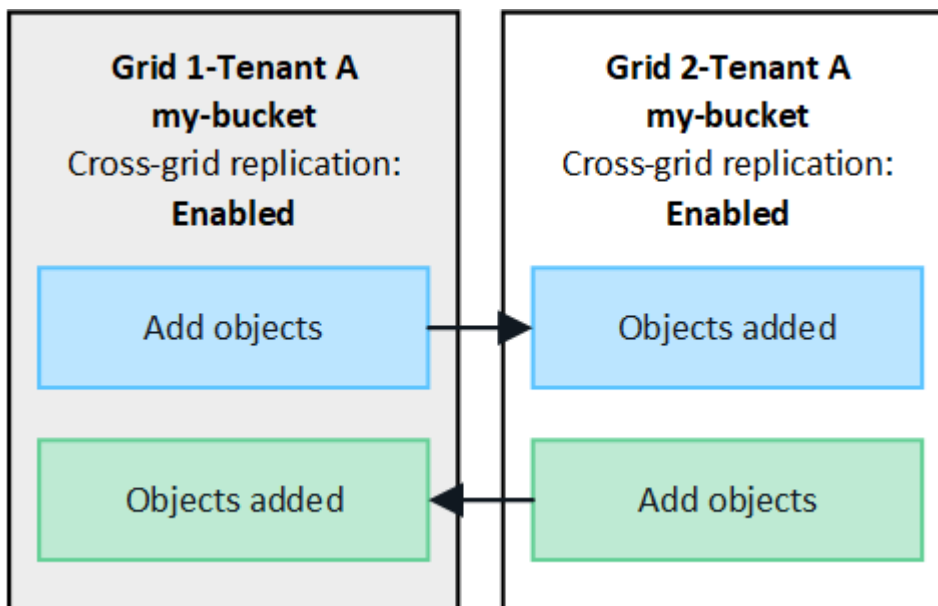 Grid 1-Tenant A
my-bucket
Cross-grid replication:
Enabled
Add objects
Objects added
Grid 2-Tenant A
my-bucket
Cross-grid replication:
Enabled
Objects added
Add objects